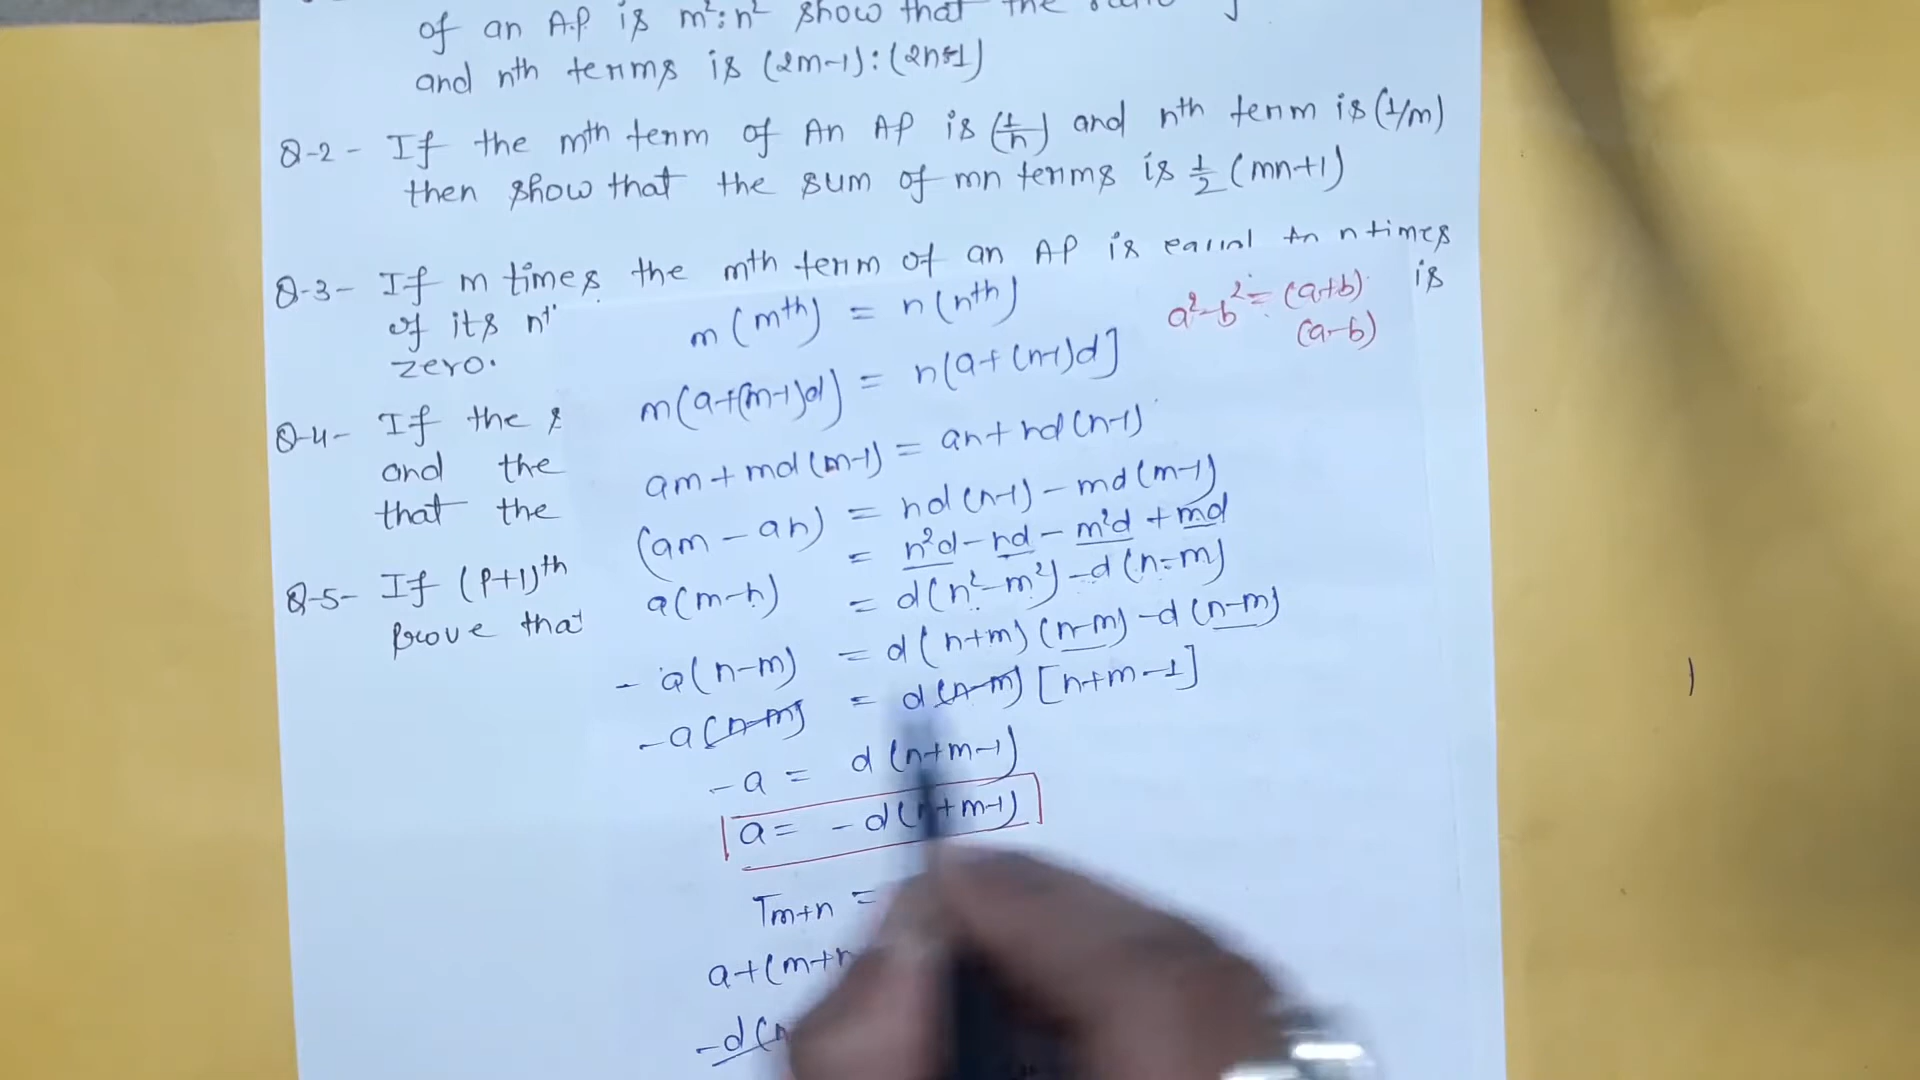 of an A.P is m²:n² show that the
and nth terms is (2m-1):(2n-1)
Q-2- If the mth term of An AP is (1/n) and nth term is (1/m)
then show that the sum of mn terms is 1/2 (mn+1)
Q-3- If m times the mth term of an AP is equal to n times
of its is
zero.
Q-4- If the
and the
that the
Q-5- If (P+1)th
prove that
m(mth) = n(nth)
a²-b² = (a+b)
(a-b)
m(a+(m-1)d) = n(a+(n-1)d]
am+md(m-1) = an+nd(n-1)
(am-an) = nd(n-1)-md(m-1)
= n²d-nd-m²d+md
a(m-n) = d(n²-m²)-d(n-m)
-a(n-m) = d(n+m)(n-m)-d(n-m)
-a(n-m) = d(n-m)[n+m-1]
-a = d(n+m-1)
a = -d(n+m-1)
Tm+n =
a+(m+n
-d(n